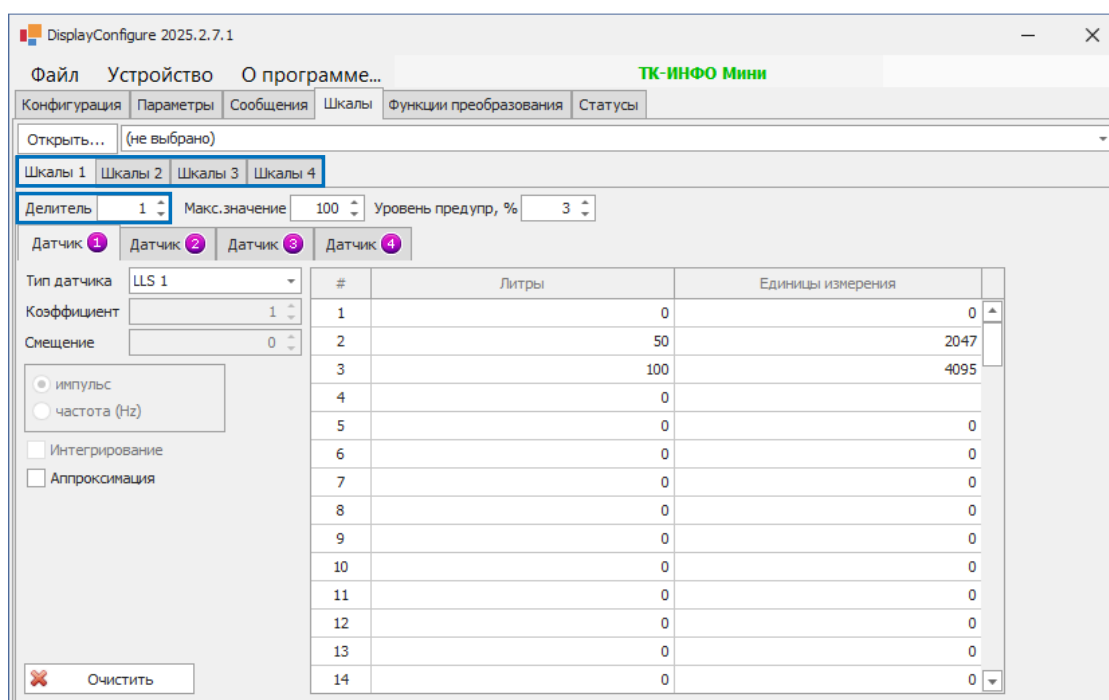 DisplayConfigure 2025.2.7.1
Файл Устройство О программе... ТК-ИНФО Мини
Конфигурация Параметры Сообщения Шкалы Функции преобразования Статусы
Открыть... (не выбрано)
Шкалы 1 Шкалы 2 Шкалы 3 Шкалы 4
Делитель 1 Макс.значение 100 Уровень предупр, % 3
Датчик 1 Датчик 2 Датчик 3 Датчик 4
Тип датчика LLS 1
Коэффициент 1
Смещение 0
импульс
частота (Hz)
Интегрирование
Аппроксимация
Очистить
# Литры Единицы измерения
1 0 0
2 50 2047
3 100 4095
4 0
5 0 0
6 0 0
7 0 0
8 0 0
9 0 0
10 0 0
11 0 0
12 0 0
13 0 0
14 0 0